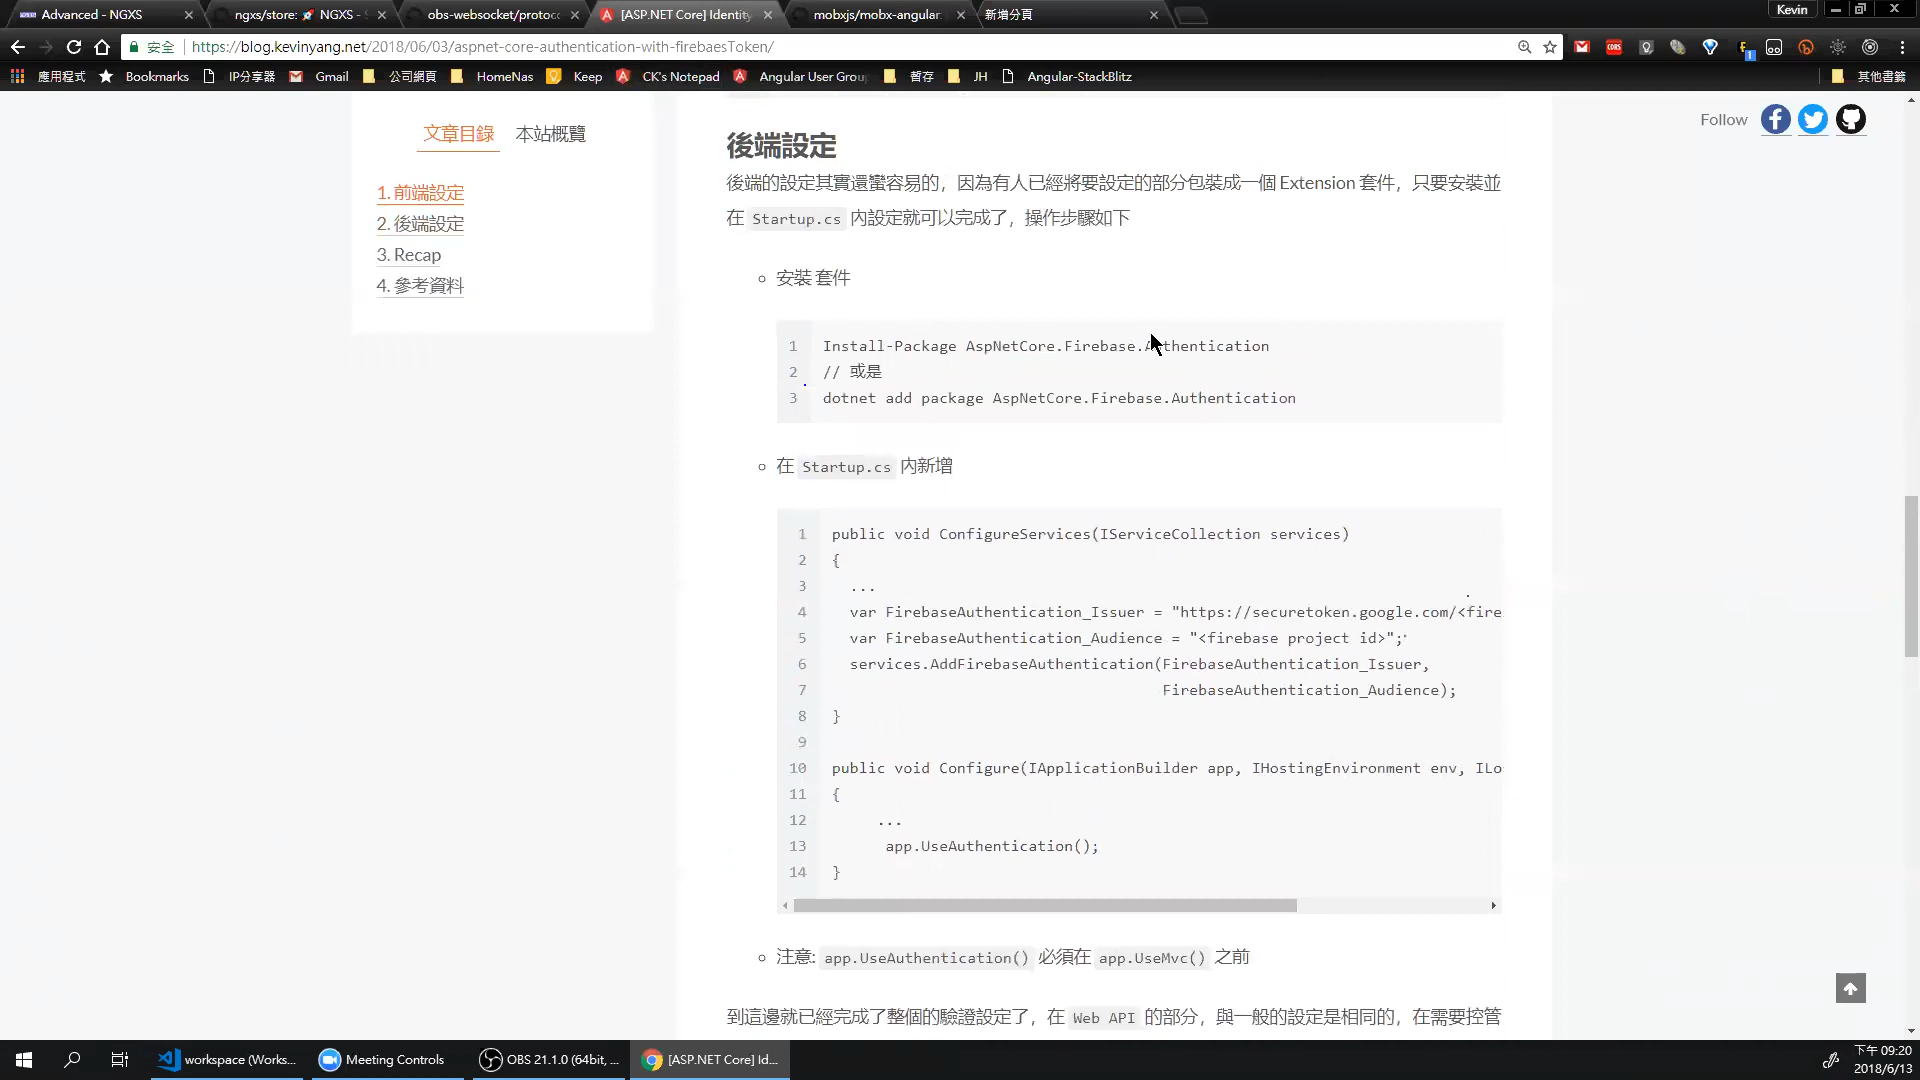 Advanced - NGXS
ngxs/store: 🚀 NGXS - S
obs-websocket/protoco
[ASP.NET Core] Identity
mobxjs/mobx-angular:
新增分頁
Kevin
安全
https://blog.kevinyang.net/2018/06/03/aspnet-core-authentication-with-firebaesToken/
應用程式
Bookmarks
IP分享器
Gmail
公司網頁
HomeNas
Keep
CK's Notepad
Angular User Grou
暫存
JH
Angular-StackBlitz
其他書籤
文章目錄
本站概覽
1. 前端設定
2. 後端設定
3. Recap
4. 參考資料
Follow
後端設定
後端的設定其實還蠻容易的，因為有人已經將要設定的部分包裝成一個 Extension 套件，只要安裝並
在 Startup.cs 內設定就可以完成了，操作步驟如下
安裝 套件
1 Install-Package AspNetCore.Firebase.Authentication
2 // 或是
3 dotnet add package AspNetCore.Firebase.Authentication
在 Startup.cs 內新增
1 public void ConfigureServices(IServiceCollection services)
2 {
3 ...
4 var FirebaseAuthentication_Issuer = "https://securetoken.google.com/<fire
5 var FirebaseAuthentication_Audience = "<firebase project id>";
6 services.AddFirebaseAuthentication(FirebaseAuthentication_Issuer,
7 FirebaseAuthentication_Audience);
8 }
9
10 public void Configure(IApplicationBuilder app, IHostingEnvironment env, ILo
11 {
12 ...
13 app.UseAuthentication();
14 }
注意: app.UseAuthentication() 必須在 app.UseMvc() 之前
到這邊就已經完成了整個的驗證設定了，在 Web API 的部分，與一般的設定是相同的，在需要控管
workspace (Works...
Meeting Controls
OBS 21.1.0 (64bit, ...
[ASP.NET Core] Id...
下午 09:20
2018/6/13